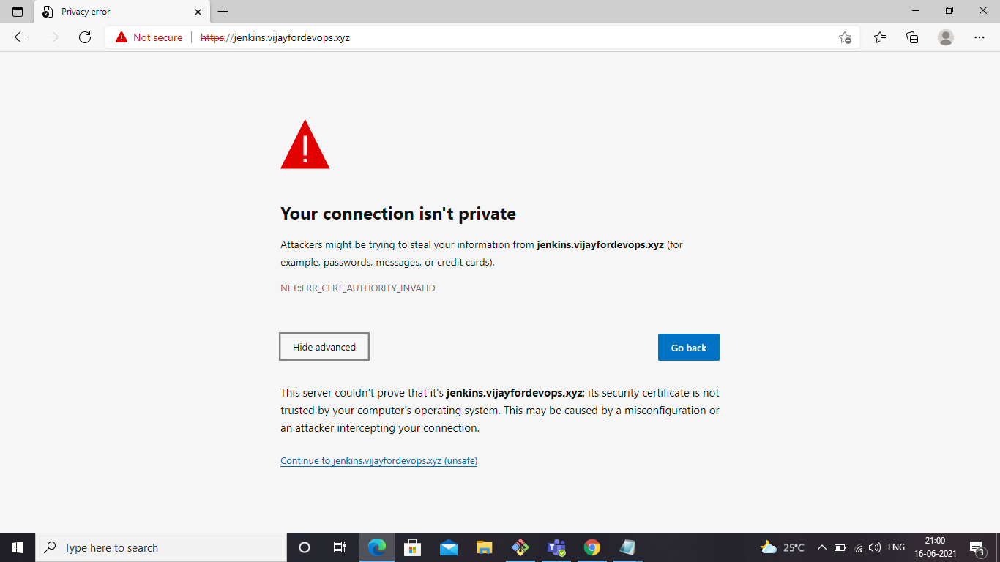 Privacy error
Not secure
https://jenkins.vijayfordevops.xyz
!
Your connection isn't private
Attackers might be trying to steal your information from jenkins.vijayfordevops.xyz (for
example, passwords, messages, or credit cards).
NET::ERR_CERT_AUTHORITY_INVALID
Hide advanced
Go back
This server couldn't prove that it's jenkins.vijayfordevops.xyz; its security certificate is not
trusted by your computer's operating system. This may be caused by a misconfiguration or
an attacker intercepting your connection.
Continue to jenkins.vijayfordevops.xyz (unsafe)
Type here to search
25°C
ENG
21:00
16-06-2021
3